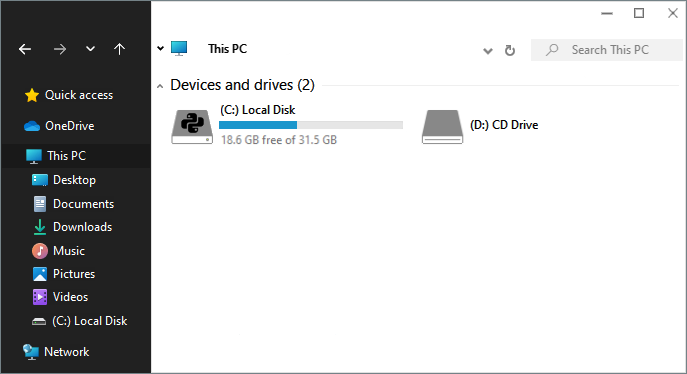 This PC
Search This PC
Quick access
OneDrive
This PC
Desktop
Documents
Downloads
Music
Pictures
Videos
(C:) Local Disk
Network
Devices and drives (2)
(C:) Local Disk
18.6 GB free of 31.5 GB
(D:) CD Drive